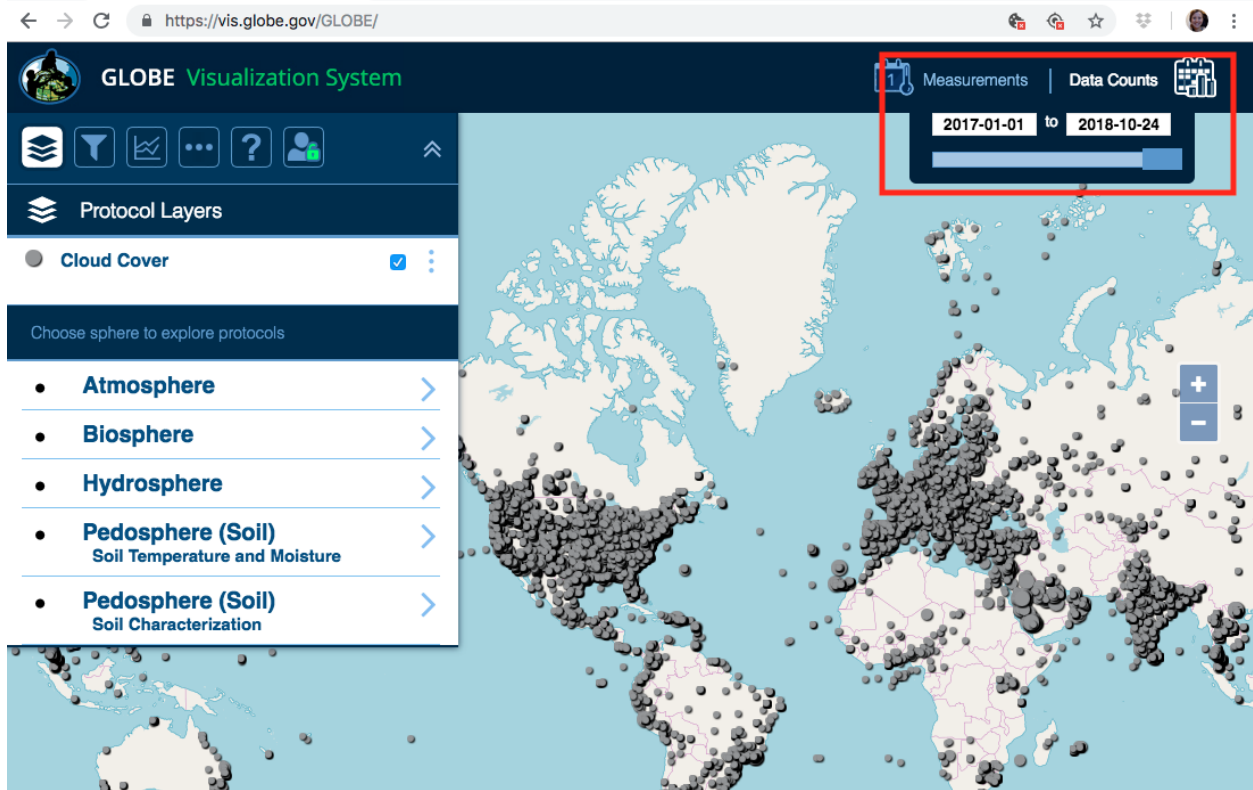 https://vis.globe.gov/GLOBE/
GLOBE Visualization System
1 Measurements | Data Counts
2017-01-01 to 2018-10-24
?
Protocol Layers
Cloud Cover
Choose sphere to explore protocols
Atmosphere
Biosphere
Hydrosphere
Pedosphere (Soil)
Soil Temperature and Moisture
Pedosphere (Soil)
Soil Characterization
+
−